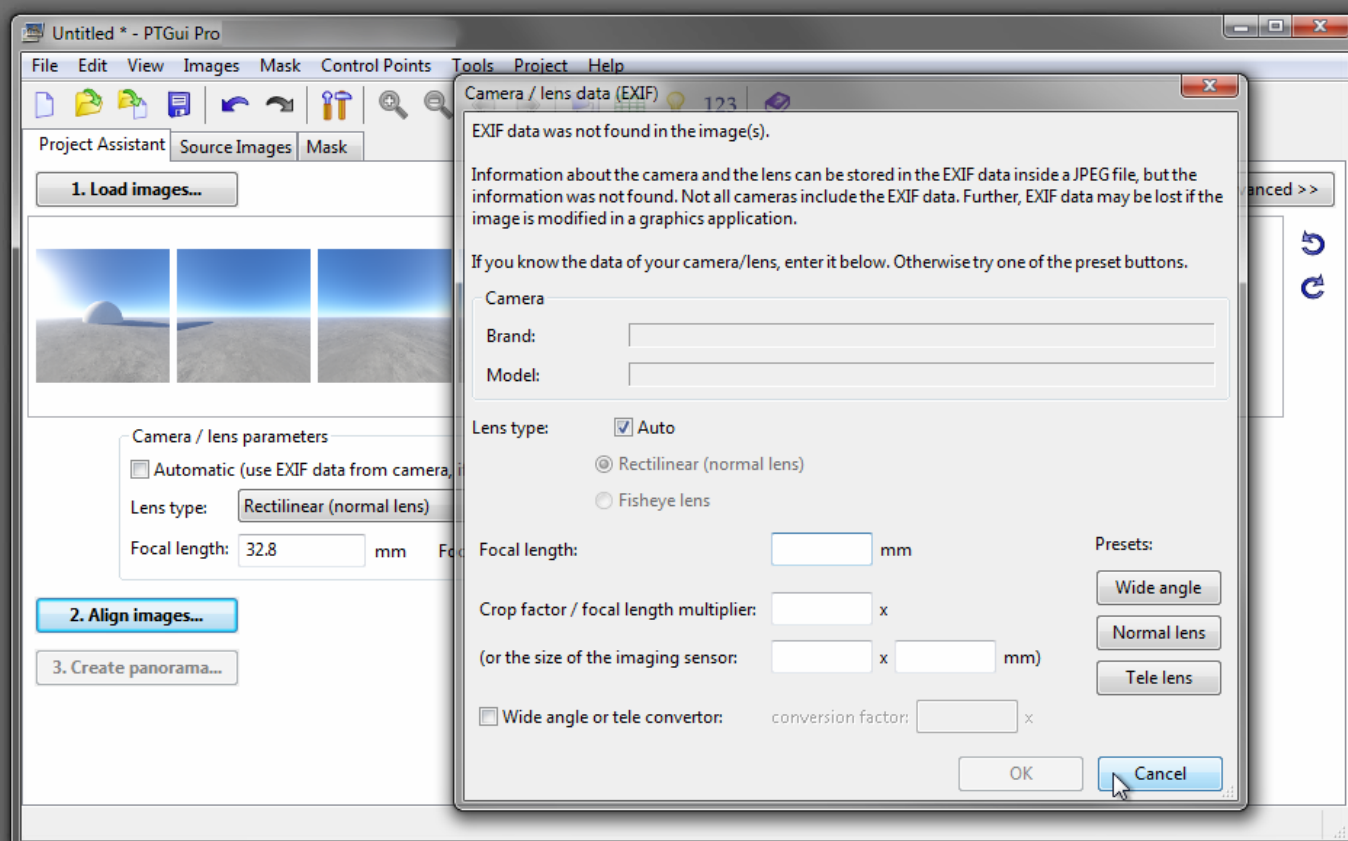 Untitled * - PTGui Pro
File Edit View Images Mask Control Points Tools Project Help
Camera / lens data (EXIF)
123
Project Assistant Source Images Mask
1. Load images...
anced >>
EXIF data was not found in the image(s).
Information about the camera and the lens can be stored in the EXIF data inside a JPEG file, but the
information was not found. Not all cameras include the EXIF data. Further, EXIF data may be lost if the
image is modified in a graphics application.
If you know the data of your camera/lens, enter it below. Otherwise try one of the preset buttons.
Camera
Brand:
Model:
Lens type: Auto
Rectilinear (normal lens)
Fisheye lens
Focal length: mm
Crop factor / focal length multiplier: x
(or the size of the imaging sensor: x mm)
Wide angle or tele convertor: conversion factor: x
Presets:
Wide angle
Normal lens
Tele lens
OK Cancel
Camera / lens parameters
Automatic (use EXIF data from camera, i
Lens type: Rectilinear (normal lens)
Focal length: 32.8 mm Foc
2. Align images...
3. Create panorama...